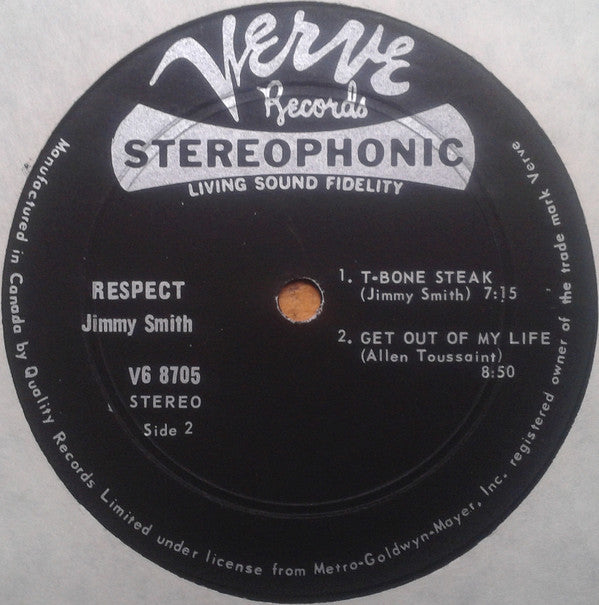 Verve
Records
STEREOPHONIC
LIVING SOUND FIDELITY
RESPECT
Jimmy Smith
V6 8705
STEREO
Side 2
1. T-BONE STEAK
(Jimmy Smith) 7:15
2. GET OUT OF MY LIFE
(Allen Toussaint)
8:50
Manufactured in Canada by Quality Records Limited under license from Metro-Goldwyn-Mayer, Inc. registered owner of the trade mark Verve